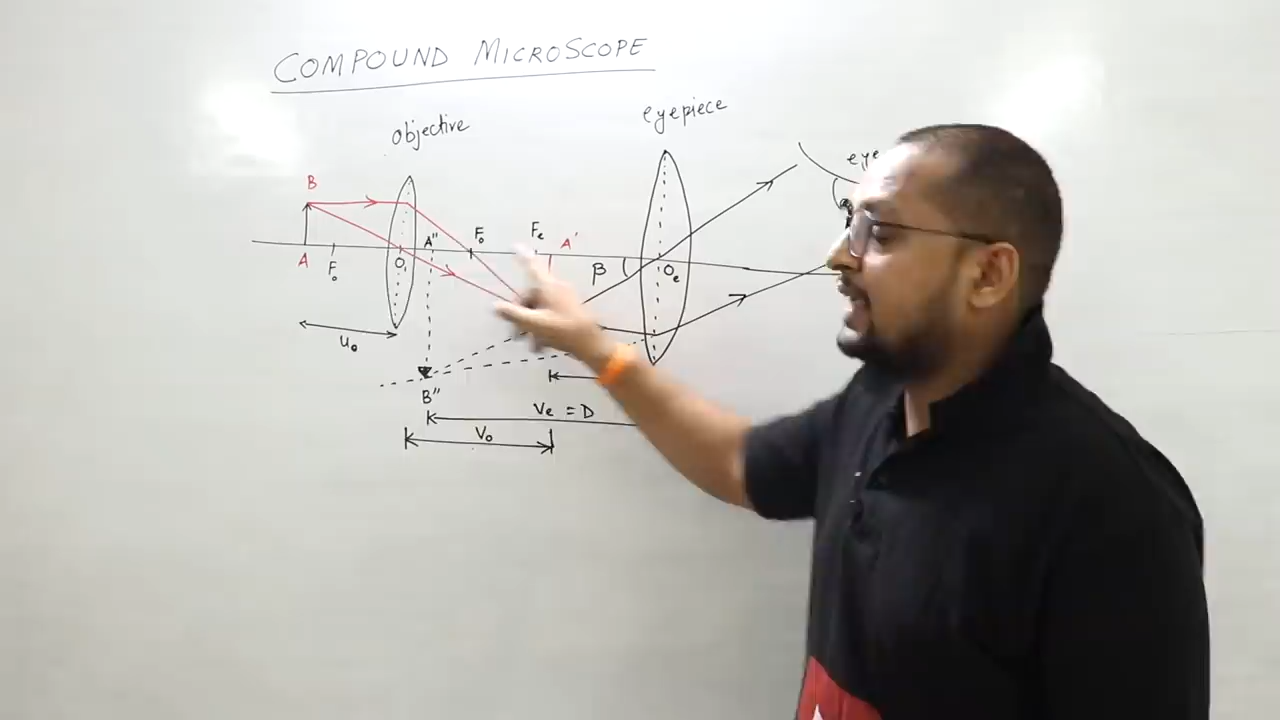 COMPOUND MICROSCOPE
objective
eyepiece
B
A
F₀
O
A"
F₀
Fₑ
A'
β
Oₑ
u₀
B"
Vₑ = D
V₀